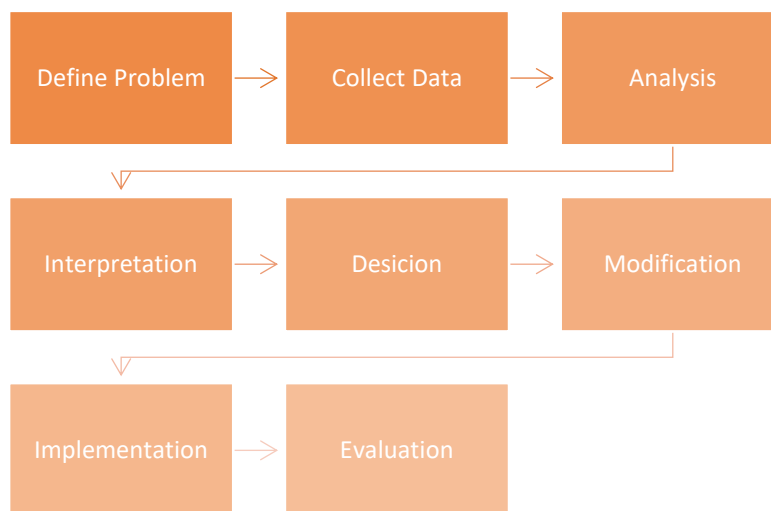 Define Problem
Collect Data
Analysis
Interpretation
Desicion
Modification
Implementation
Evaluation